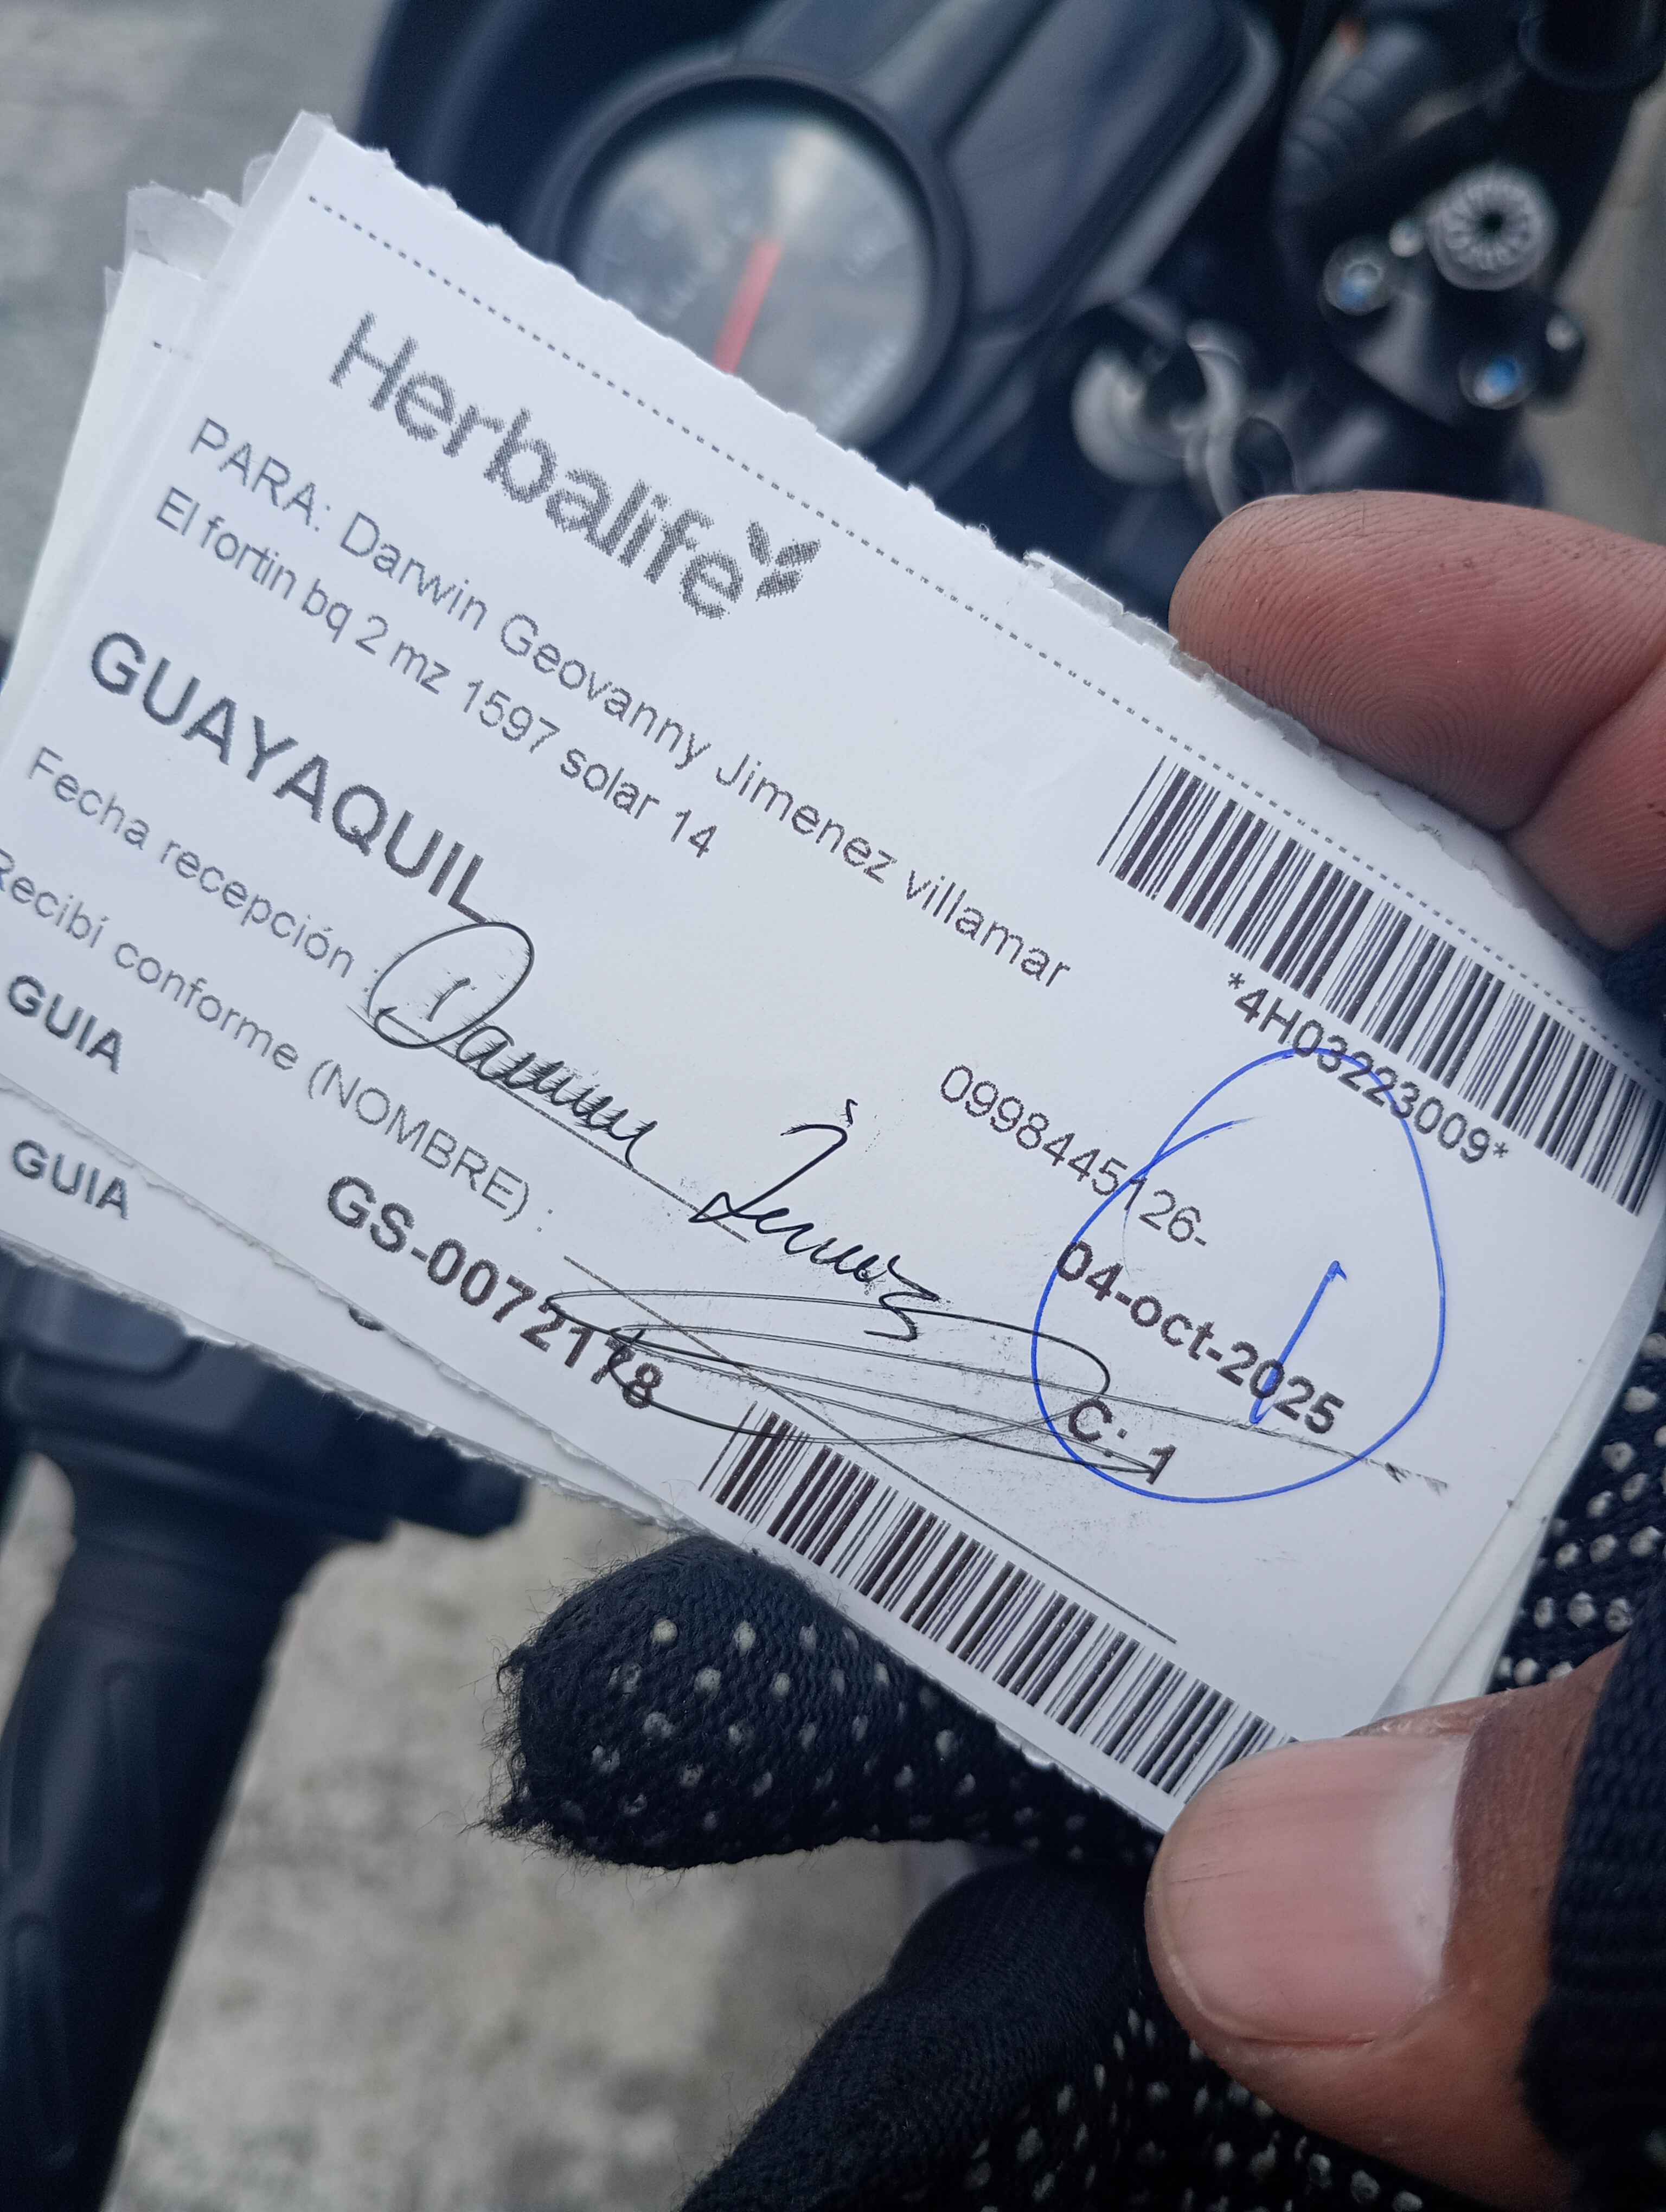 Herbalife
*4H03223009*
PARA: Darwin Geovanny Jimenez villamar
El fortin bq 2 mz 1597 solar 14
0998445126-
GUAYAQUIL
04-oct-2025
Fecha recepción :
C: 1
Recibí conforme (NOMBRE) :
GUIA
GS-0072178
GUIA